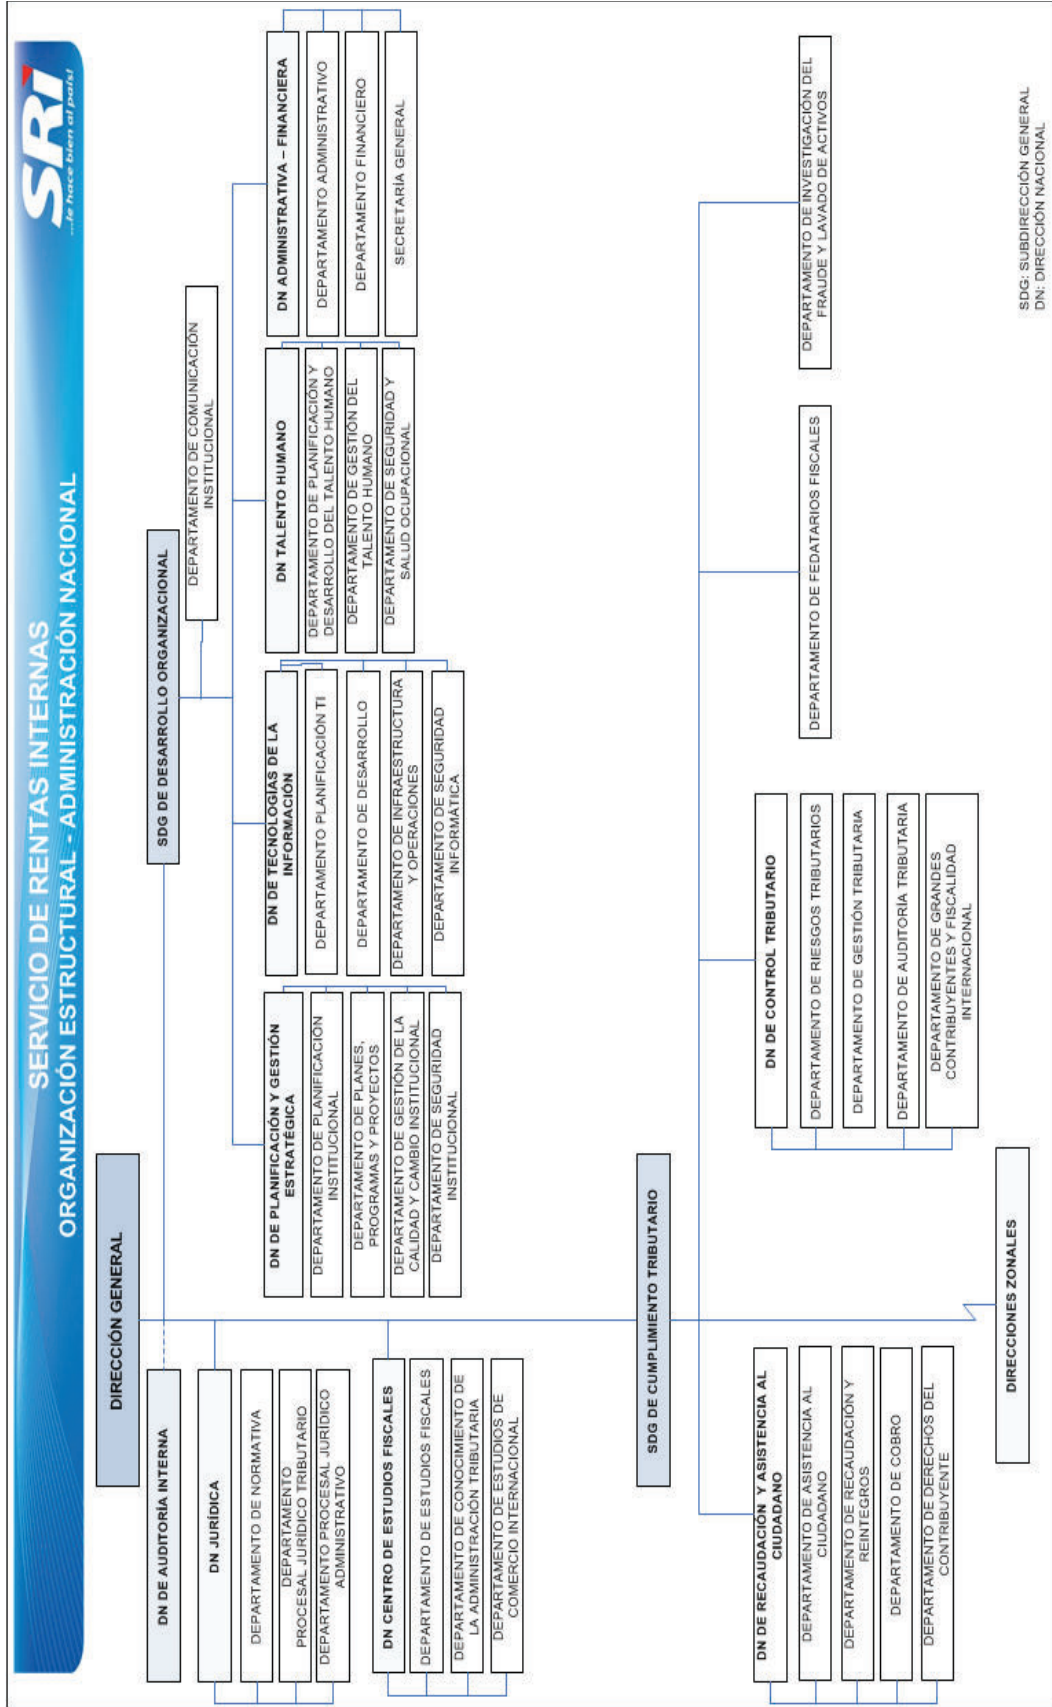 SERVICIO DE RENTAS INTERNAS
ORGANIZACIÓN ESTRUCTURAL - ADMINISTRACIÓN NACIONAL
SRi
...le hace bien al país!
DIRECCIÓN GENERAL
DN DE AUDITORÍA INTERNA
SDG DE DESARROLLO ORGANIZACIONAL
DEPARTAMENTO DE COMUNICACIÓN
INSTITUCIONAL
DN JURÍDICA
DEPARTAMENTO DE NORMATIVA
DEPARTAMENTO
PROCESAL JURÍDICO TRIBUTARIO
DEPARTAMENTO PROCESAL JURÍDICO
ADMINISTRATIVO
DN DE PLANIFICACIÓN Y GESTIÓN
ESTRATÉGICA
DEPARTAMENTO DE PLANIFICACIÓN
INSTITUCIONAL
DEPARTAMENTO DE PLANES,
PROGRAMAS Y PROYECTOS
DEPARTAMENTO DE GESTIÓN DE LA
CALIDAD Y CAMBIO INSTITUCIONAL
DEPARTAMENTO DE SEGURIDAD
INSTITUCIONAL
DN DE TECNOLOGÍAS DE LA
INFORMACIÓN
DEPARTAMENTO PLANIFICACIÓN TI
DEPARTAMENTO DE DESARROLLO
DEPARTAMENTO DE INFRAESTRUCTURA
Y OPERACIONES
DEPARTAMENTO DE SEGURIDAD
INFORMÁTICA
DN TALENTO HUMANO
DEPARTAMENTO DE PLANIFICACIÓN Y
DESARROLLO DEL TALENTO HUMANO
DEPARTAMENTO DE GESTIÓN DEL
TALENTO HUMANO
DEPARTAMENTO DE SEGURIDAD Y
SALUD OCUPACIONAL
DN ADMINISTRATIVA – FINANCIERA
DEPARTAMENTO ADMINISTRATIVO
DEPARTAMENTO FINANCIERO
SECRETARÍA GENERAL
DN CENTRO DE ESTUDIOS FISCALES
DEPARTAMENTO DE ESTUDIOS FISCALES
DEPARTAMENTO DE CONOCIMIENTO DE
LA ADMINISTRACIÓN TRIBUTARIA
DEPARTAMENTO DE ESTUDIOS DE
COMERCIO INTERNACIONAL
SDG DE CUMPLIMIENTO TRIBUTARIO
DN DE RECAUDACIÓN Y ASISTENCIA AL
CIUDADANO
DEPARTAMENTO DE ASISTENCIA AL
CIUDADANO
DEPARTAMENTO DE RECAUDACIÓN Y
REINTEGROS
DEPARTAMENTO DE COBRO
DEPARTAMENTO DE DERECHOS DEL
CONTRIBUYENTE
DN DE CONTROL TRIBUTARIO
DEPARTAMENTO DE RIESGOS TRIBUTARIOS
DEPARTAMENTO DE GESTIÓN TRIBUTARIA
DEPARTAMENTO DE AUDITORÍA TRIBUTARIA
DEPARTAMENTO DE GRANDES
CONTRIBUYENTES Y FISCALIDAD
INTERNACIONAL
DEPARTAMENTO DE FEDATARIOS FISCALES
DEPARTAMENTO DE INVESTIGACIÓN DEL
FRAUDE Y LAVADO DE ACTIVOS
DIRECCIONES ZONALES
SDG: SUBDIRECCIÓN GENERAL
DN: DIRECCIÓN NACIONAL